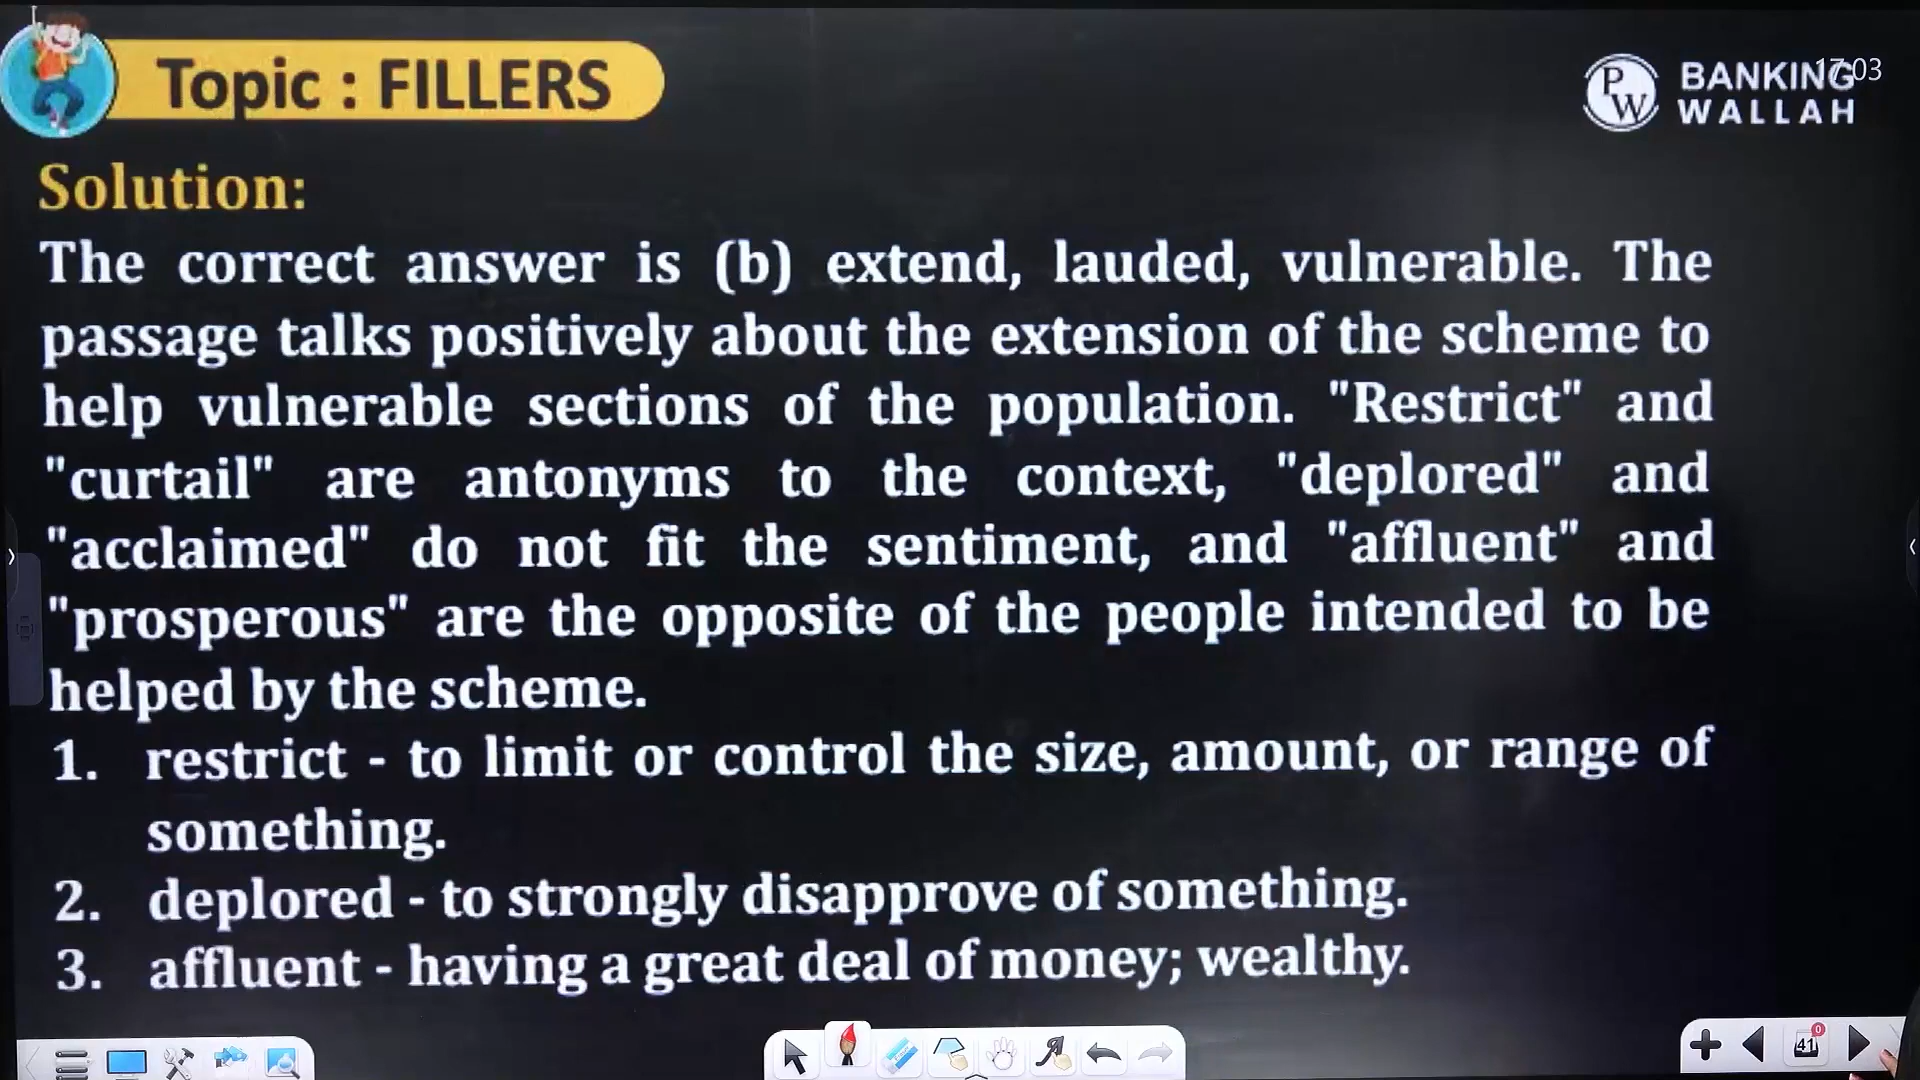 Topic : FILLERS
PW BANKING
WALLAH
17:03
Solution:
The correct answer is (b) extend, lauded, vulnerable. The
passage talks positively about the extension of the scheme to
help vulnerable sections of the population. "Restrict" and
"curtail" are antonyms to the context, "deplored" and
"acclaimed" do not fit the sentiment, and "affluent" and
"prosperous" are the opposite of the people intended to be
helped by the scheme.
1. restrict - to limit or control the size, amount, or range of
something.
2. deplored - to strongly disapprove of something.
3. affluent - having a great deal of money; wealthy.
41
0